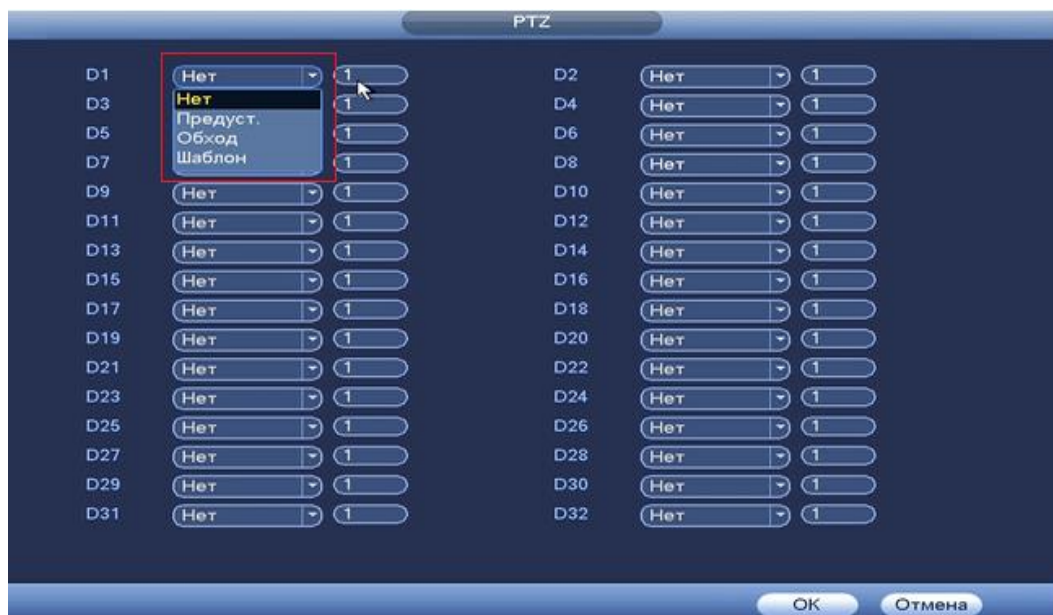 PTZ
D1 Нет 1 D2 Нет 1
Нет
D3 1 D4 Нет 1
Предуст.
D5 Обход 1 D6 Нет 1
D7 Шаблон 1 D8 Нет 1
D9 Нет 1 D10 Нет 1
D11 Нет 1 D12 Нет 1
D13 Нет 1 D14 Нет 1
D15 Нет 1 D16 Нет 1
D17 Нет 1 D18 Нет 1
D19 Нет 1 D20 Нет 1
D21 Нет 1 D22 Нет 1
D23 Нет 1 D24 Нет 1
D25 Нет 1 D26 Нет 1
D27 Нет 1 D28 Нет 1
D29 Нет 1 D30 Нет 1
D31 Нет 1 D32 Нет 1
OK Отмена